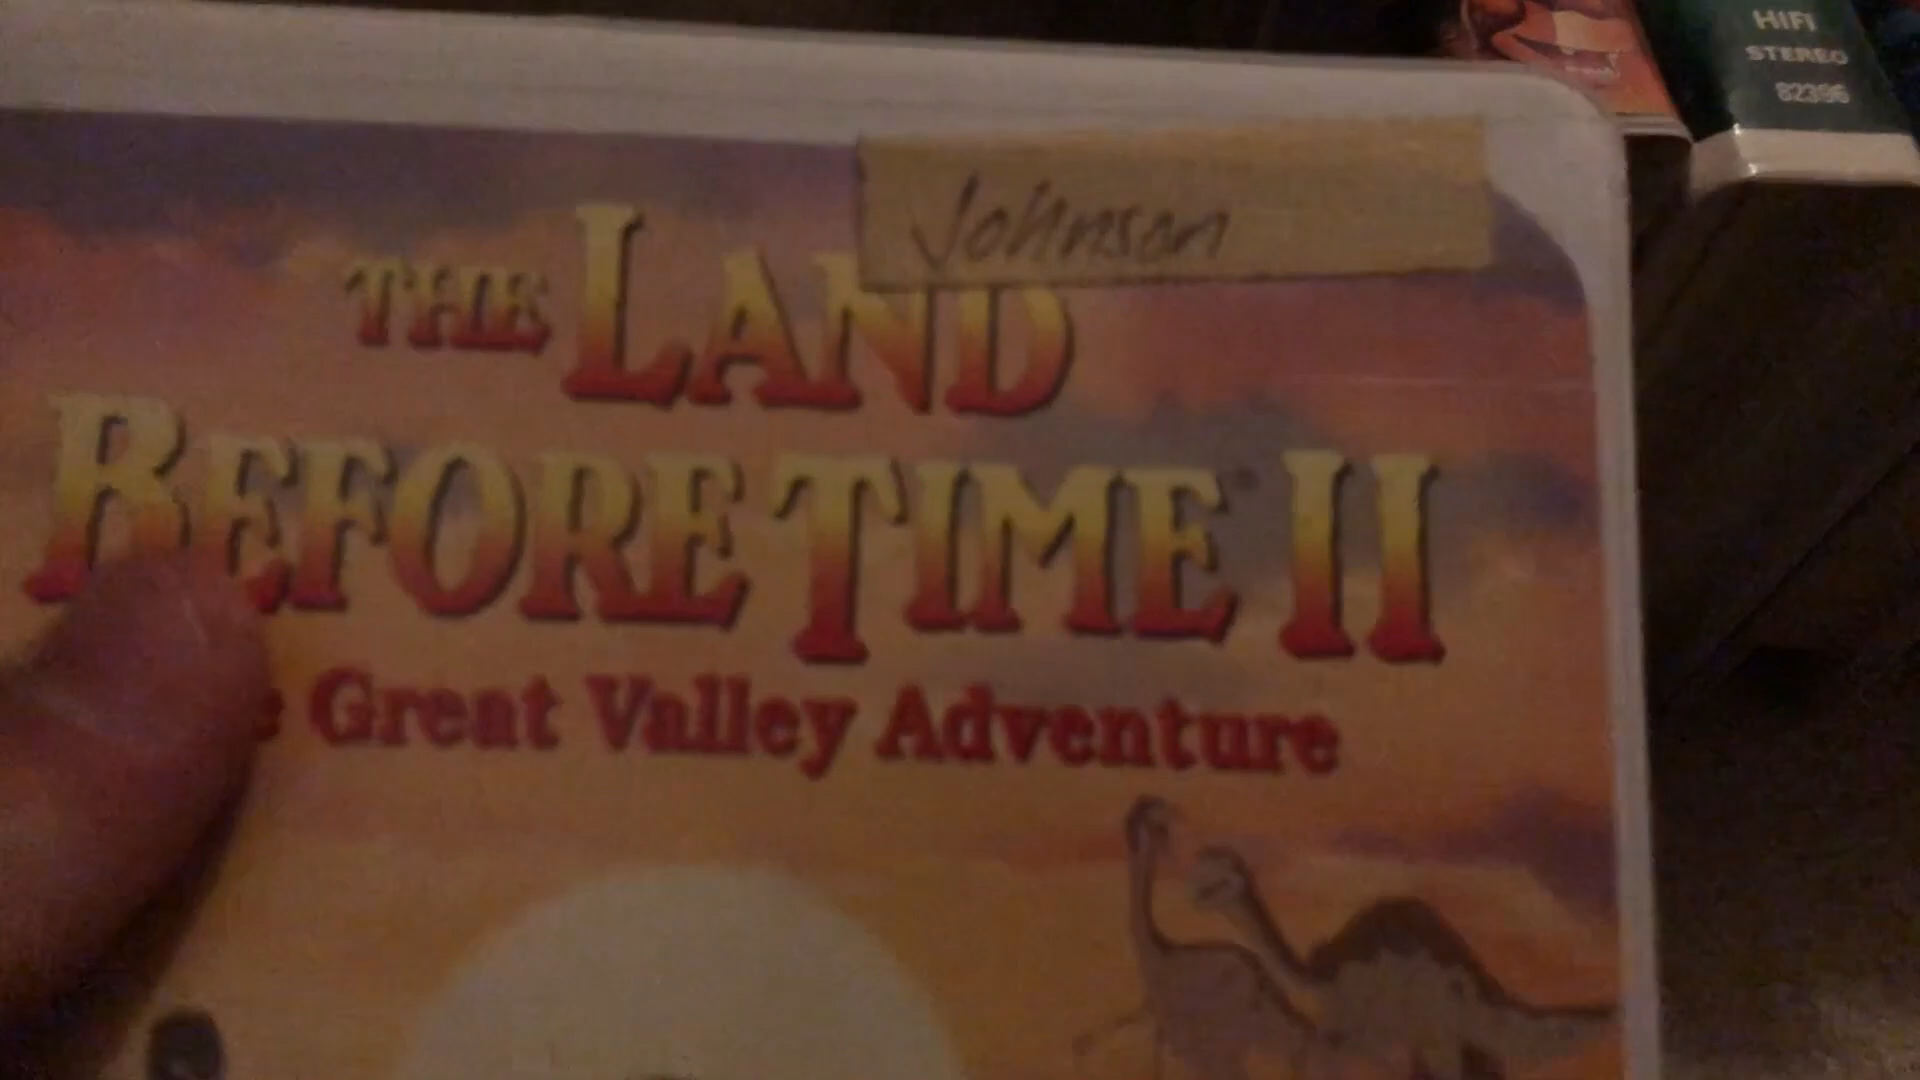 HiFi
STEREO
82396
Johnson
THE LAND
BEFORE TIME II
Great Valley Adventure